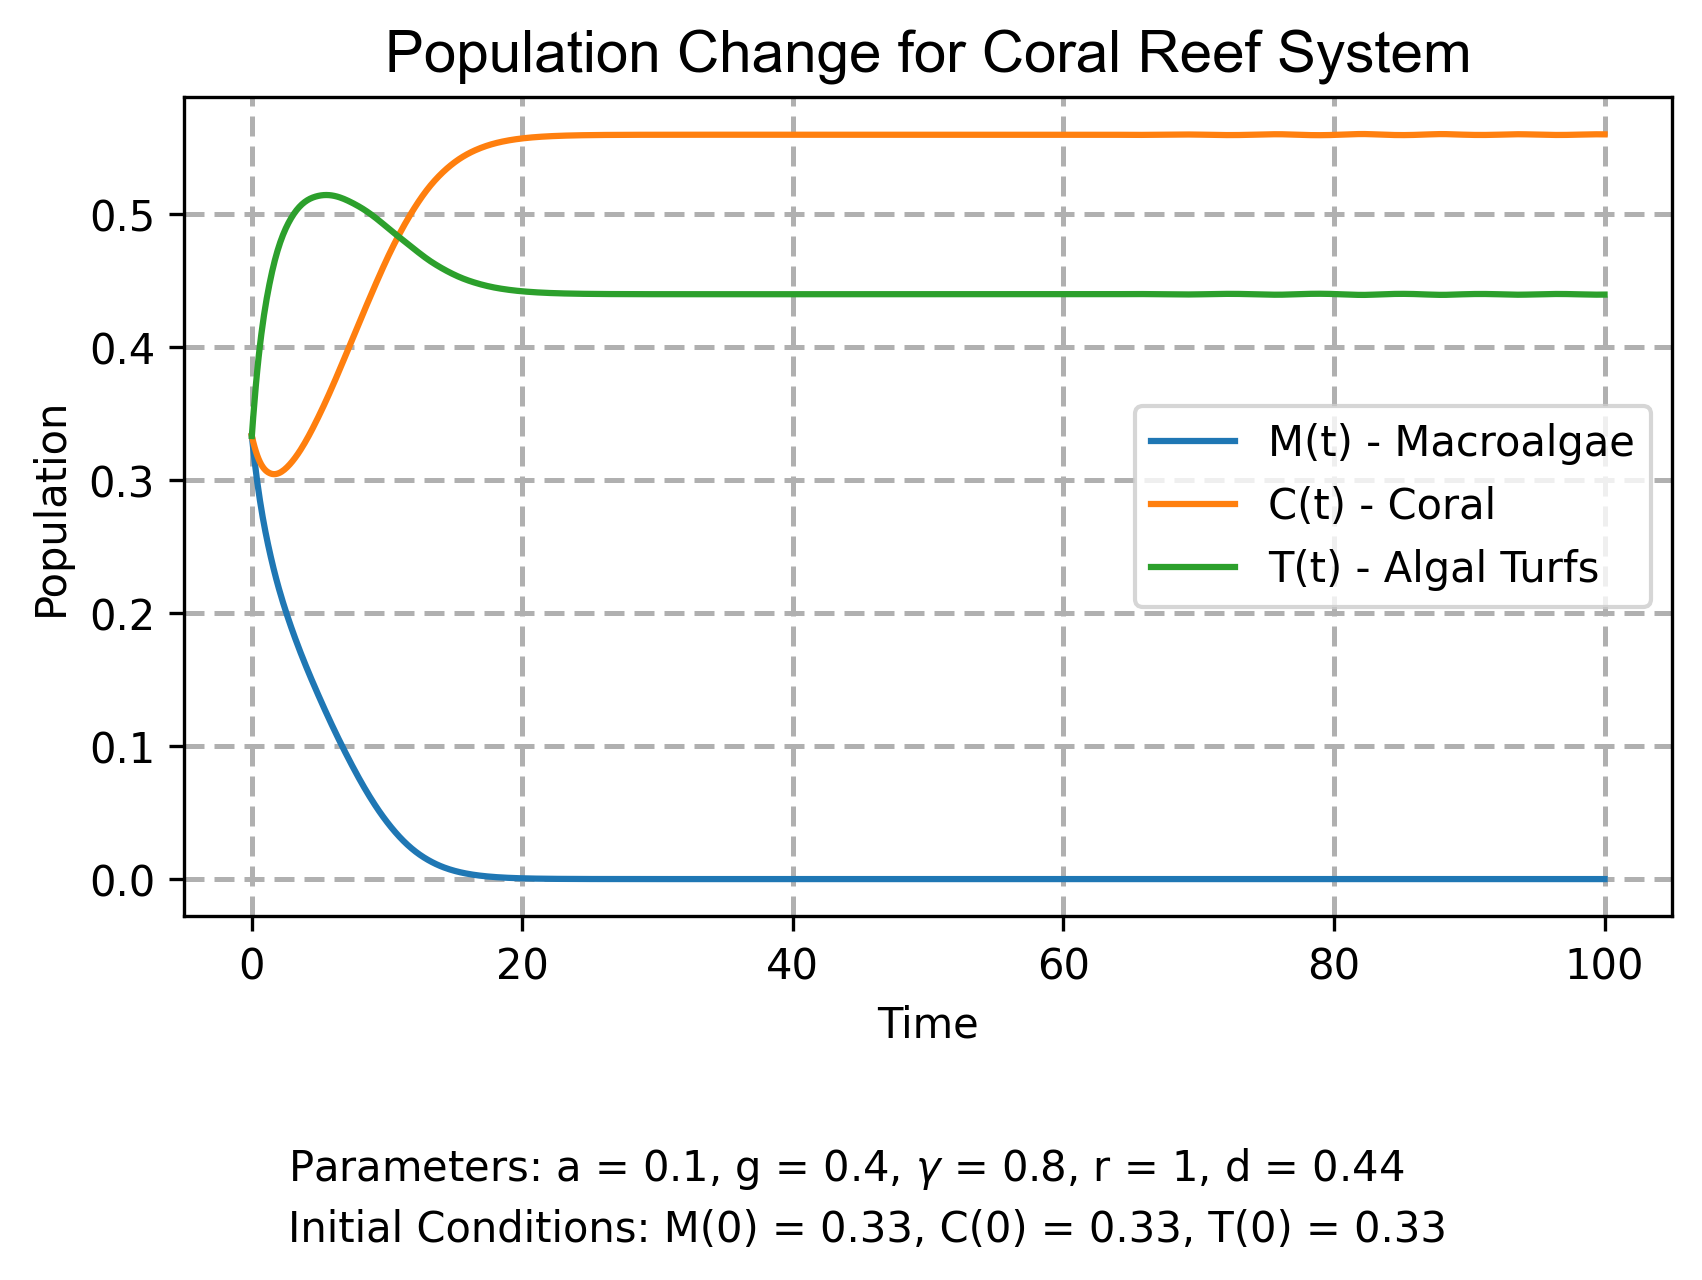 Population Change for Coral Reef System
Population
0.5
0.4
0.3
0.2
0.1
0.0
M(t) - Macroalgae
C(t) - Coral
T(t) - Algal Turfs
0 20 40 60 80 100
Time
Parameters: a = 0.1, g = 0.4, γ = 0.8, r = 1, d = 0.44
Initial Conditions: M(0) = 0.33, C(0) = 0.33, T(0) = 0.33